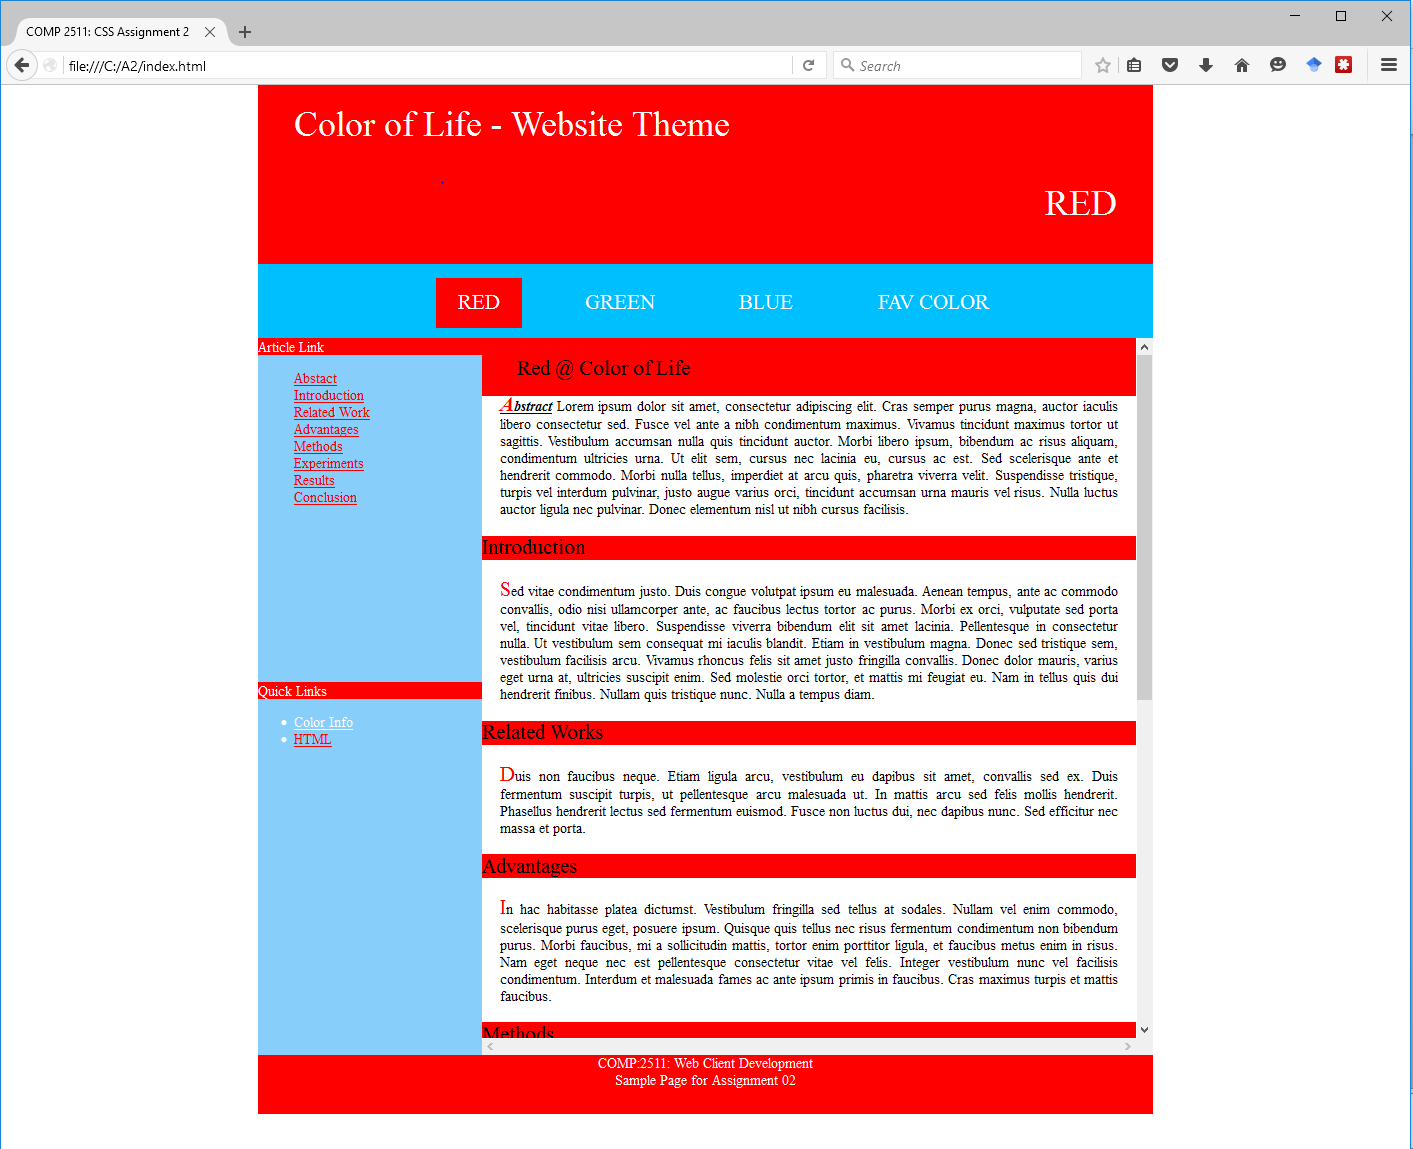 COMP 2511: CSS Assignment 2
file:///C:/A2/index.html
Search
Color of Life - Website Theme
RED
RED
GREEN
BLUE
FAV COLOR
Article Link
Abstact
Introduction
Related Work
Advantages
Methods
Experiments
Results
Conclusion
Quick Links
Color Info
HTML
Red @ Color of Life
Abstract Lorem ipsum dolor sit amet, consectetur adipiscing elit. Cras semper purus magna, auctor iaculis
libero consectetur sed. Fusce vel ante a nibh condimentum maximus. Vivamus tincidunt maximus tortor ut
sagittis. Vestibulum accumsan nulla quis tincidunt auctor. Morbi libero ipsum, bibendum ac risus aliquam,
condimentum ultricies urna. Ut elit sem, cursus nec lacinia eu, cursus ac est. Sed scelerisque ante et
hendrerit commodo. Morbi nulla tellus, imperdiet at arcu quis, pharetra viverra velit. Suspendisse tristique,
turpis vel interdum pulvinar, justo augue varius orci, tincidunt accumsan urna mauris vel risus. Nulla luctus
auctor ligula nec pulvinar. Donec elementum nisl ut nibh cursus facilisis.
Introduction
Sed vitae condimentum justo. Duis congue volutpat ipsum eu malesuada. Aenean tempus, ante ac commodo
convallis, odio nisi ullamcorper ante, ac faucibus lectus tortor ac purus. Morbi ex orci, vulputate sed porta
vel, tincidunt vitae libero. Suspendisse viverra bibendum elit sit amet lacinia. Pellentesque in consectetur
nulla. Ut vestibulum sem consequat mi iaculis blandit. Etiam in vestibulum magna. Donec sed tristique sem,
vestibulum facilisis arcu. Vivamus rhoncus felis sit amet justo fringilla convallis. Donec dolor mauris, varius
eget urna at, ultricies suscipit enim. Sed molestie orci tortor, et mattis mi feugiat eu. Nam in tellus quis dui
hendrerit finibus. Nullam quis tristique nunc. Nulla a tempus diam.
Related Works
Duis non faucibus neque. Etiam ligula arcu, vestibulum eu dapibus sit amet, convallis sed ex. Duis
fermentum suscipit turpis, ut pellentesque arcu malesuada ut. In mattis arcu sed felis mollis hendrerit.
Phasellus hendrerit lectus sed fermentum euismod. Fusce non luctus dui, nec dapibus nunc. Sed efficitur nec
massa et porta.
Advantages
In hac habitasse platea dictumst. Vestibulum fringilla sed tellus at sodales. Nullam vel enim commodo,
scelerisque purus eget, posuere ipsum. Quisque quis tellus nec risus fermentum condimentum non bibendum
purus. Morbi faucibus, mi a sollicitudin mattis, tortor enim porttitor ligula, et faucibus metus enim in risus.
Nam eget neque nec est pellentesque consectetur vitae vel felis. Integer vestibulum nunc vel facilisis
condimentum. Interdum et malesuada fames ac ante ipsum primis in faucibus. Cras maximus turpis et mattis
faucibus.
Methods
COMP:2511: Web Client Development
Sample Page for Assignment 02